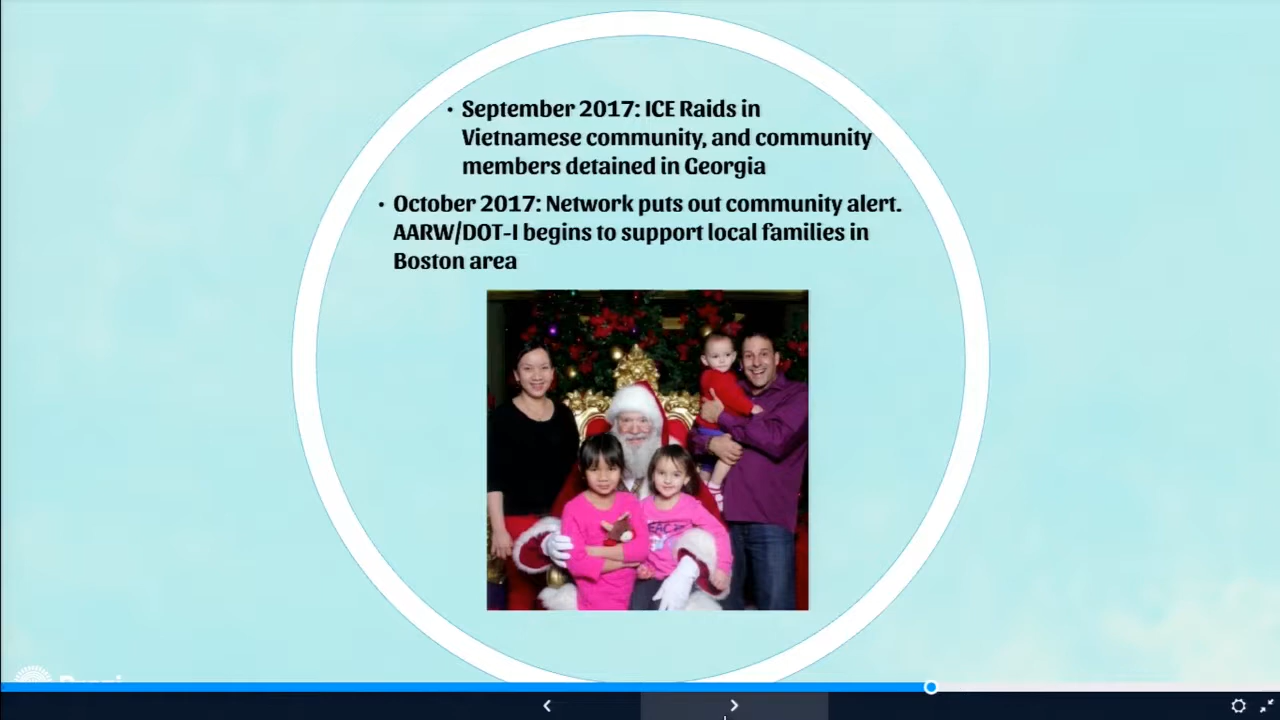 • September 2017: ICE Raids in
Vietnamese community, and community
members detained in Georgia
• October 2017: Network puts out community alert.
AARW/DOT-I begins to support local families in
Boston area